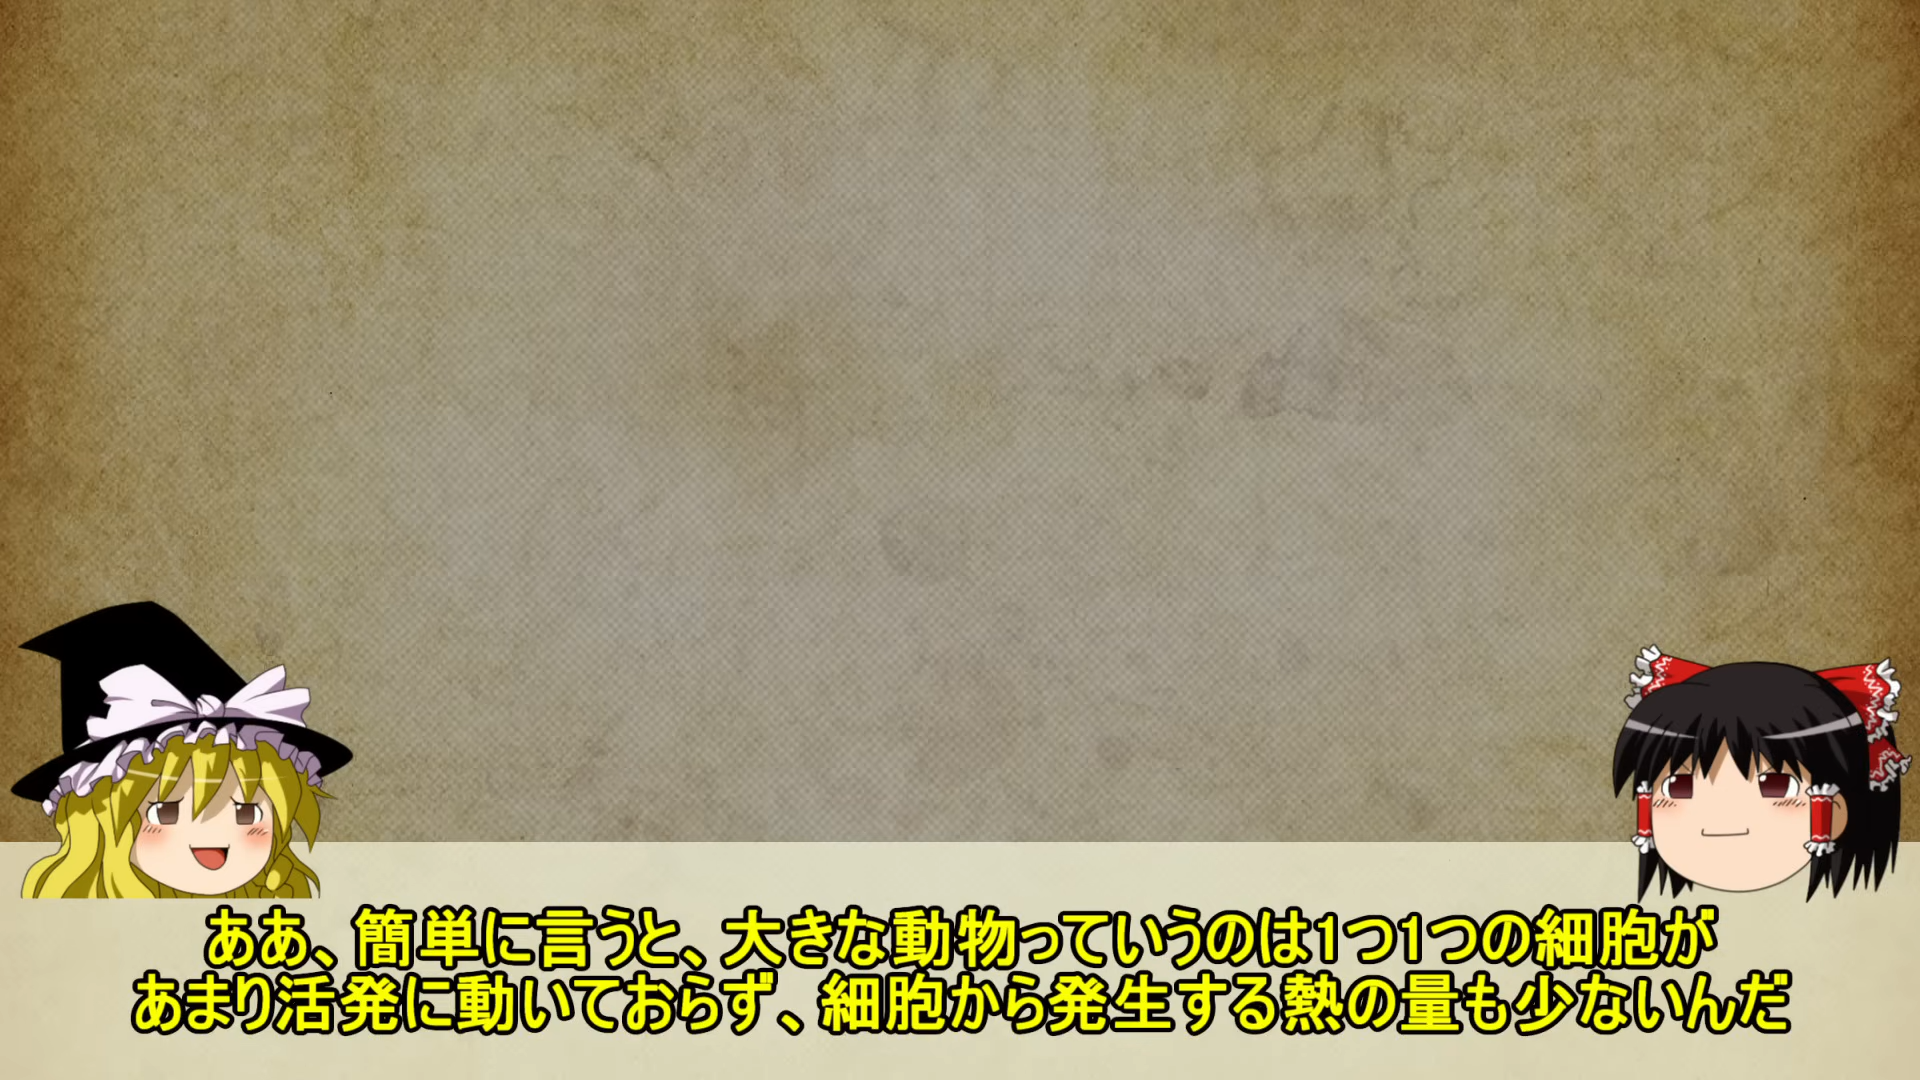 ああ、簡単に言うと、大きな動物っていうのは1つ1つの細胞が
あまり活発に動いておらず、細胞から発生する熱の量も少ないんだ